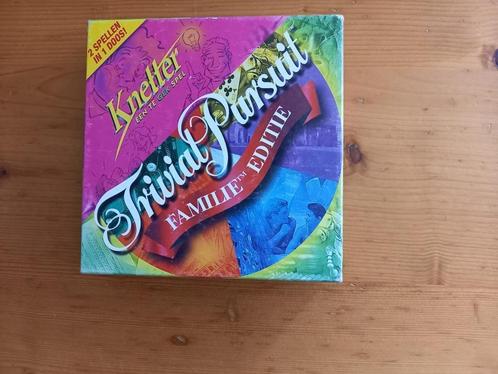 2 SPELLEN
IN 1 DOOS!
Knetter
EEN TE GEK SPEL
Trivial Pursuit
FAMILIE™ EDITIE